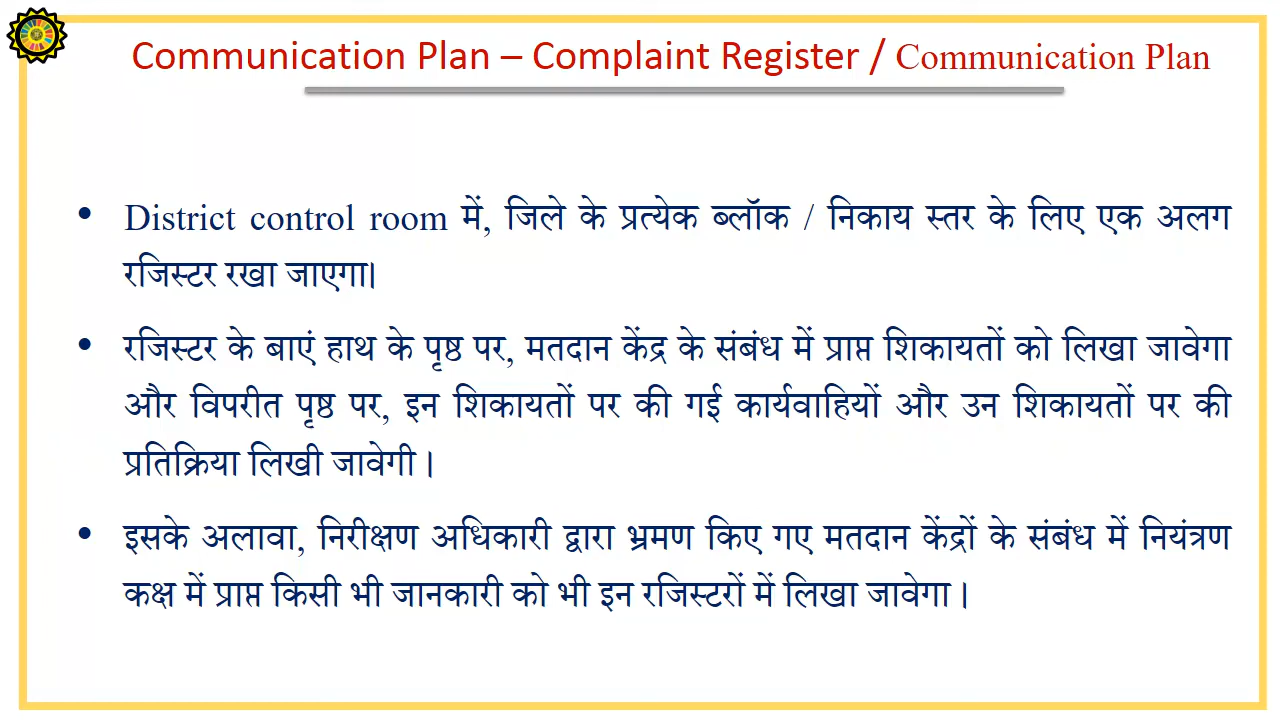 Communication Plan – Complaint Register / Communication Plan
• District control room में, जिले के प्रत्येक ब्लॉक / निकाय स्तर के लिए एक अलग
रजिस्टर रखा जाएगा।
• रजिस्टर के बाएं हाथ के पृष्ठ पर, मतदान केंद्र के संबंध में प्राप्त शिकायतों को लिखा जावेगा
और विपरीत पृष्ठ पर, इन शिकायतों पर की गई कार्यवाहियों और उन शिकायतों पर की
प्रतिक्रिया लिखी जावेगी ।
• इसके अलावा, निरीक्षण अधिकारी द्वारा भ्रमण किए गए मतदान केंद्रों के संबंध में नियंत्रण
कक्ष में प्राप्त किसी भी जानकारी को भी इन रजिस्टरों में लिखा जावेगा ।